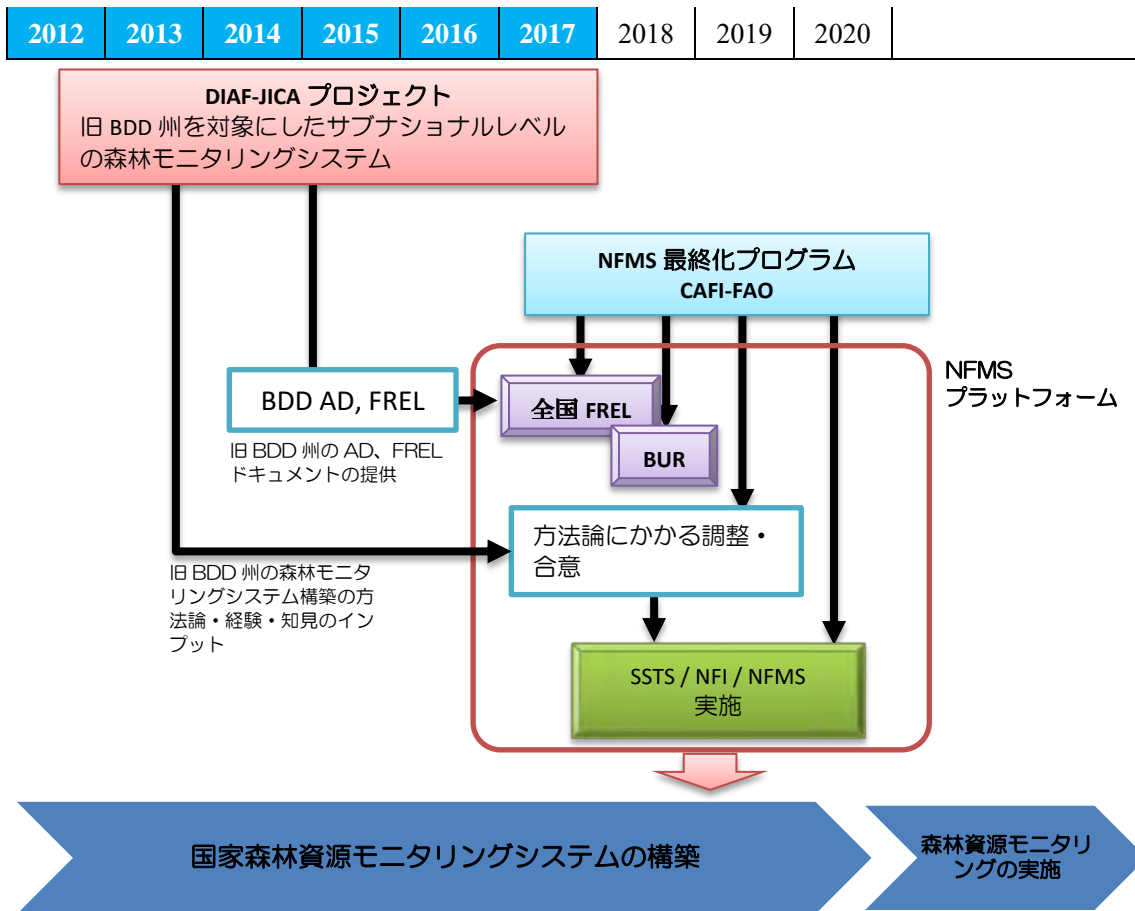 2012 2013 2014 2015 2016 2017 2018 2019 2020
DIAF-JICA プロジェクト
旧 BDD 州を対象にしたサブナショナルレベル
の森林モニタリングシステム
NFMS 最終化プログラム
CAFI-FAO
NFMS
プラットフォーム
BDD AD, FREL
全国 FREL
BUR
旧 BDD 州の AD、FREL
ドキュメントの提供
方法論にかかる調整・
合意
旧 BDD 州の森林モニタ
リングシステム構築の方
法論・経験・知見のイン
プット
SSTS / NFI / NFMS
実施
国家森林資源モニタリングシステムの構築
森林資源モニタリ
ングの実施